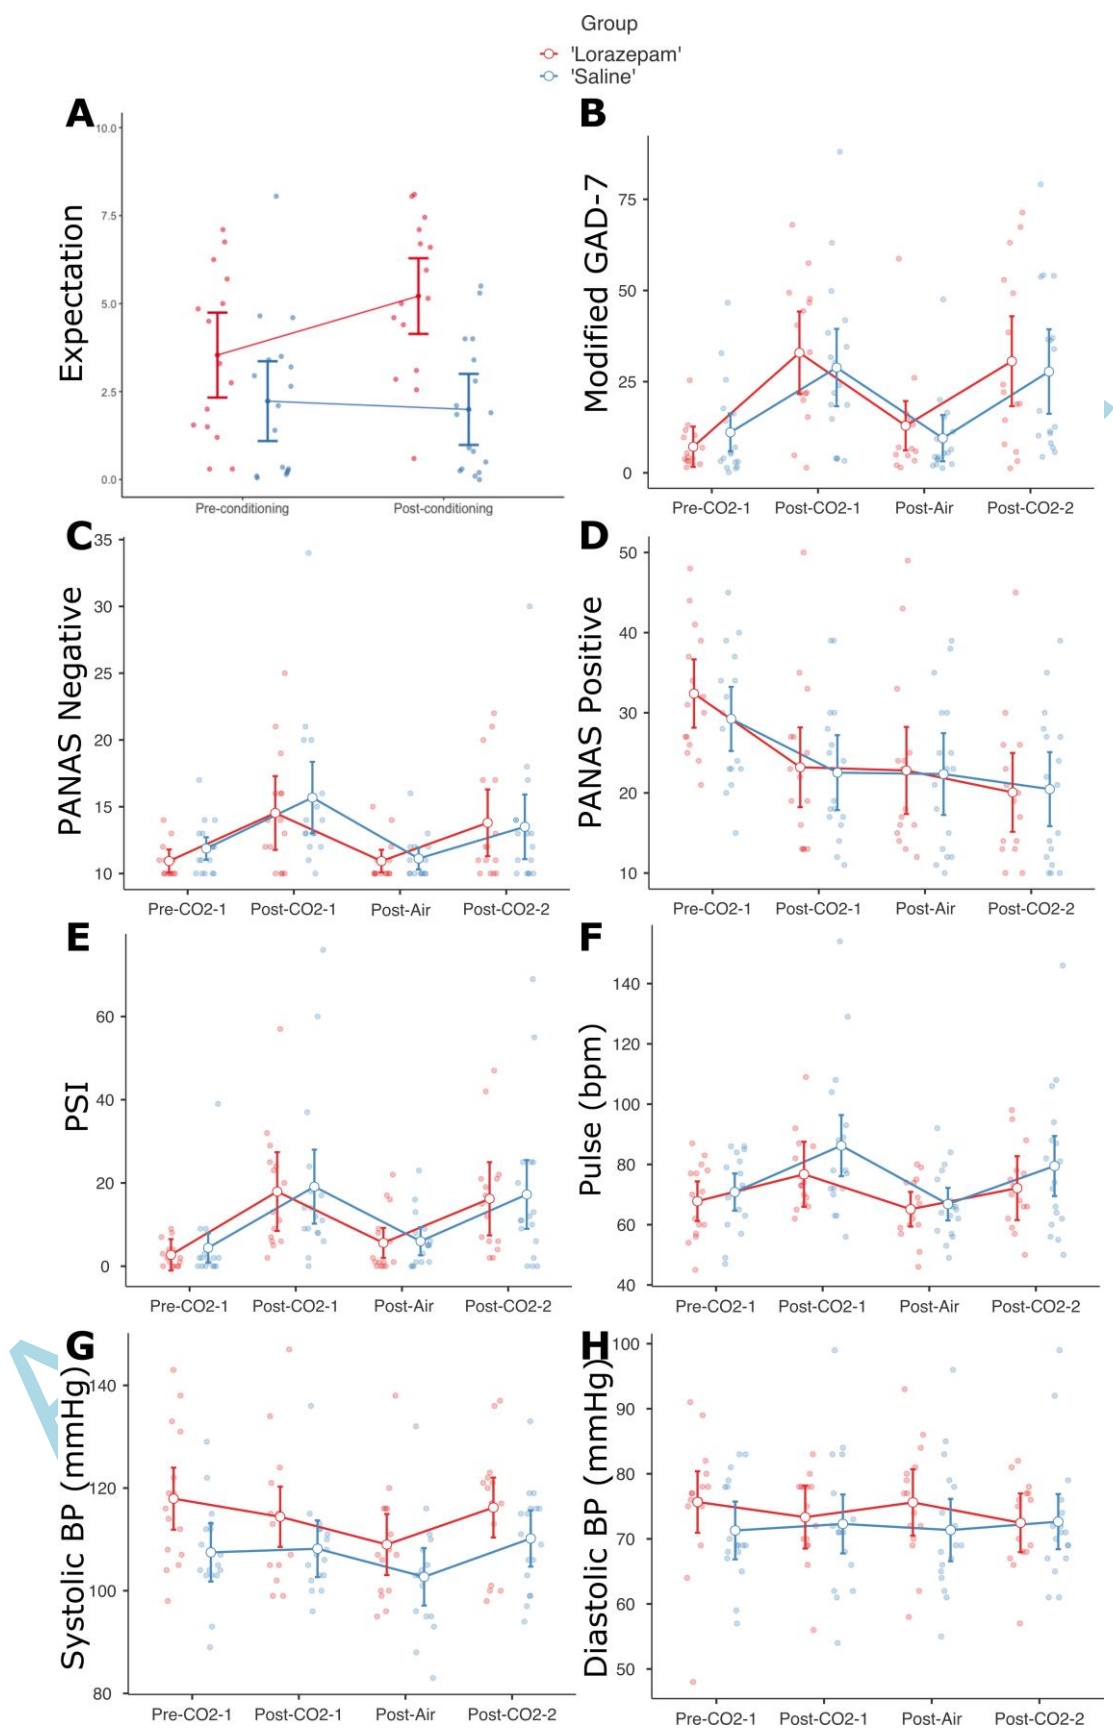 Group
'Lorazepam'
'Saline'
A
Expectation
10.0
7.5
5.0
2.5
0.0
Pre-conditioning
Post-conditioning
B
Modified GAD-7
75
50
25
0
Pre-CO2-1
Post-CO2-1
Post-Air
Post-CO2-2
C
PANAS Negative
35
30
25
20
15
10
Pre-CO2-1
Post-CO2-1
Post-Air
Post-CO2-2
D
PANAS Positive
50
40
30
20
10
Pre-CO2-1
Post-CO2-1
Post-Air
Post-CO2-2
E
PSI
60
40
20
0
Pre-CO2-1
Post-CO2-1
Post-Air
Post-CO2-2
F
Pulse (bpm)
140
120
100
80
60
40
Pre-CO2-1
Post-CO2-1
Post-Air
Post-CO2-2
G
Systolic BP (mmHg)
140
120
100
80
Pre-CO2-1
Post-CO2-1
Post-Air
Post-CO2-2
H
Diastolic BP (mmHg)
100
90
80
70
60
50
Pre-CO2-1
Post-CO2-1
Post-Air
Post-CO2-2